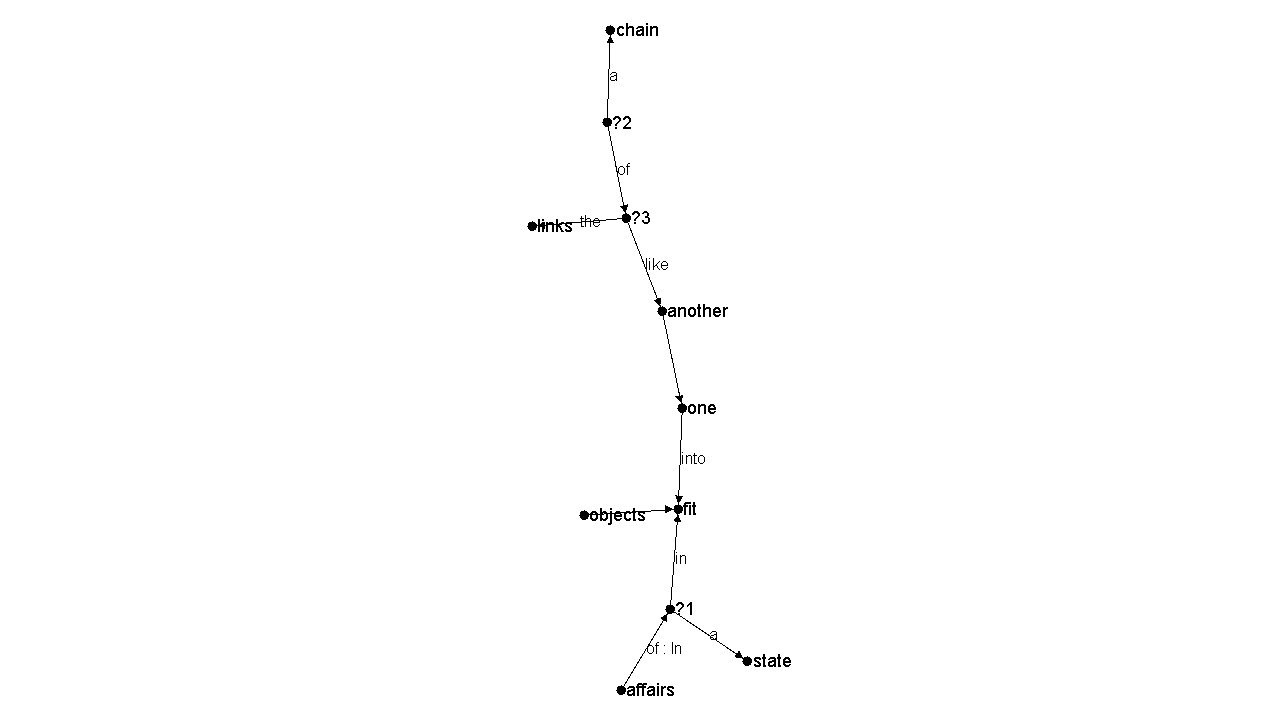 chain
a
?2
of
?3
the
links
like
another
one
into
fit
objects
in
?1
a
of : In
state
affairs